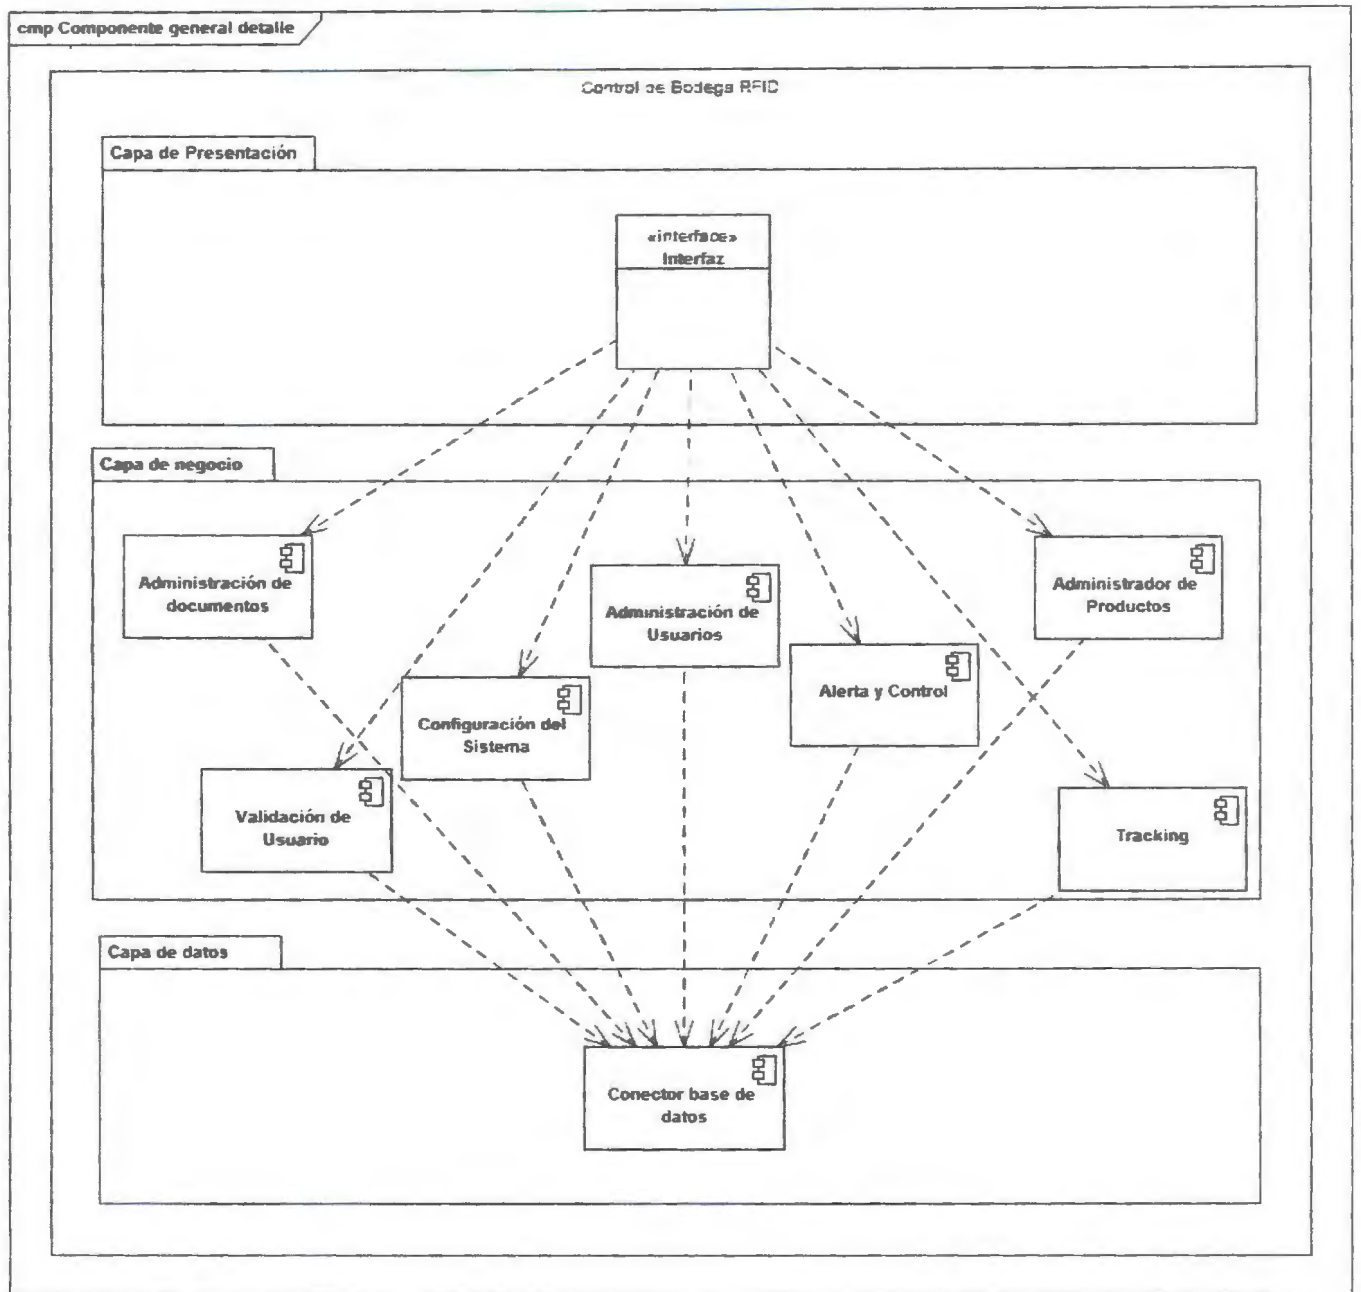 cmp Componente general detalle
Control de Bodega RFID
Capa de Presentación
«interface»
Interfaz
Capa de negocio
Administración de
documentos
Administración de
Usuarios
Administrador de
Productos
Alerta y Control
Configuración del
Sistema
Validación de
Usuario
Tracking
Capa de datos
Conector base de
datos